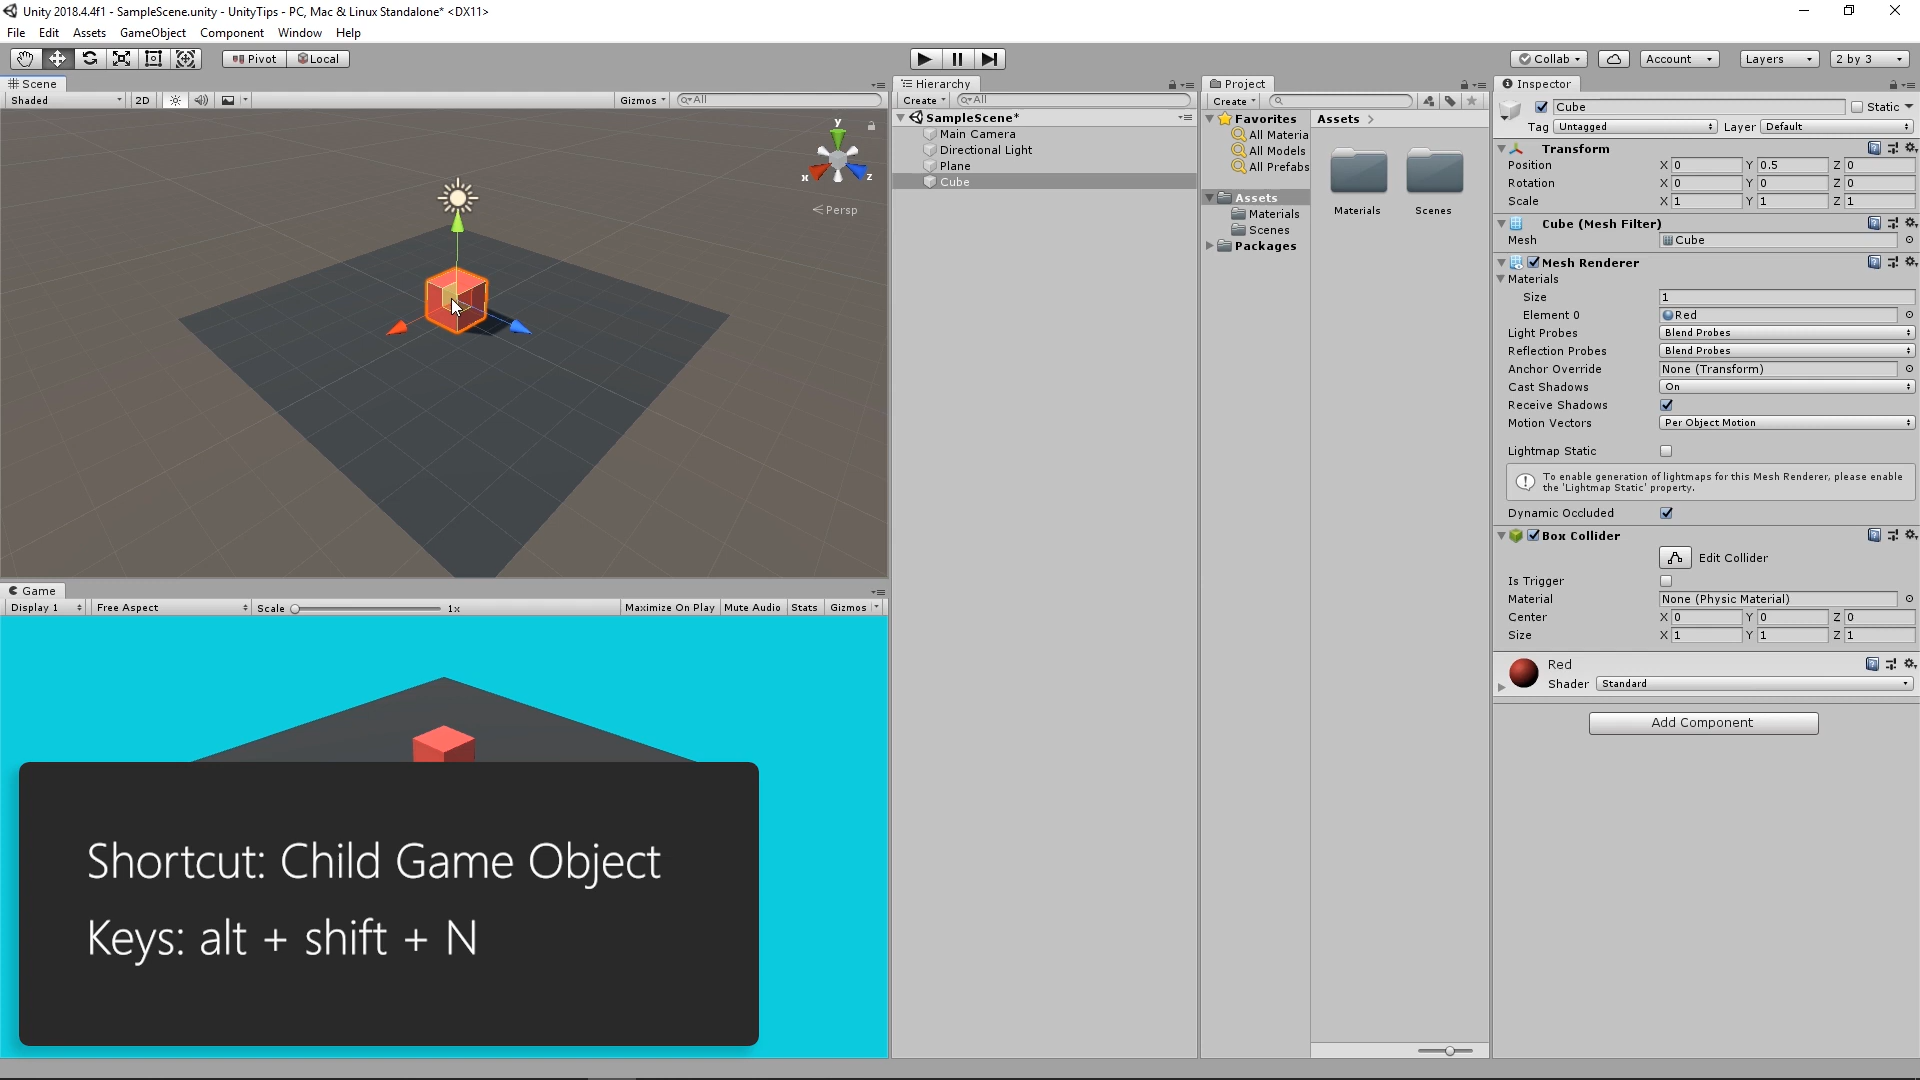 Unity 2018.4.4f1 - SampleScene.unity - UnityTips - PC, Mac & Linux Standalone* <DX11>
File Edit Assets GameObject Component Window Help
Pivot Local
Collab Account Layers 2 by 3
Scene
Shaded 2D Gizmos All
y
x z
Persp
Game
Display 1 Free Aspect Scale 1x Maximize On Play Mute Audio Stats Gizmos
Shortcut: Child Game Object
Keys: alt + shift + N
Hierarchy
Create All
SampleScene*
Main Camera
Directional Light
Plane
Cube
Project
Create
Favorites
All Materia
All Models
All Prefabs
Assets
Materials
Scenes
Packages
Assets
Materials Scenes
Inspector
Cube Static
Tag Untagged Layer Default
Transform
Position X 0 Y 0.5 Z 0
Rotation X 0 Y 0 Z 0
Scale X 1 Y 1 Z 1
Cube (Mesh Filter)
Mesh Cube
Mesh Renderer
Materials
Size 1
Element 0 Red
Light Probes Blend Probes
Reflection Probes Blend Probes
Anchor Override None (Transform)
Cast Shadows On
Receive Shadows
Motion Vectors Per Object Motion
Lightmap Static
To enable generation of lightmaps for this Mesh Renderer, please enable
the 'Lightmap Static' property.
Dynamic Occluded
Box Collider
Edit Collider
Is Trigger
Material None (Physic Material)
Center X 0 Y 0 Z 0
Size X 1 Y 1 Z 1
Red
Shader Standard
Add Component